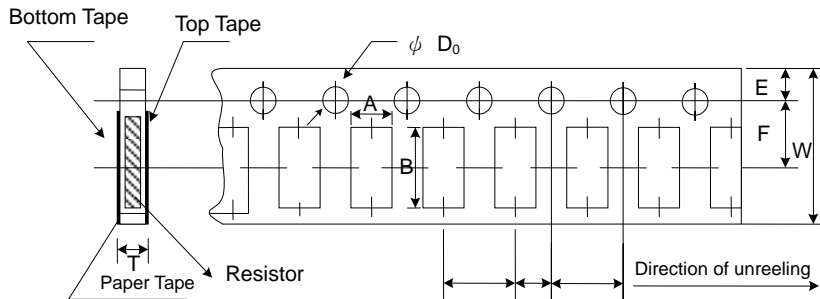 Bottom Tape
Top Tape
ψ D₀
E
A
F
W
B
T
Paper Tape
Resistor
Direction of unreeling